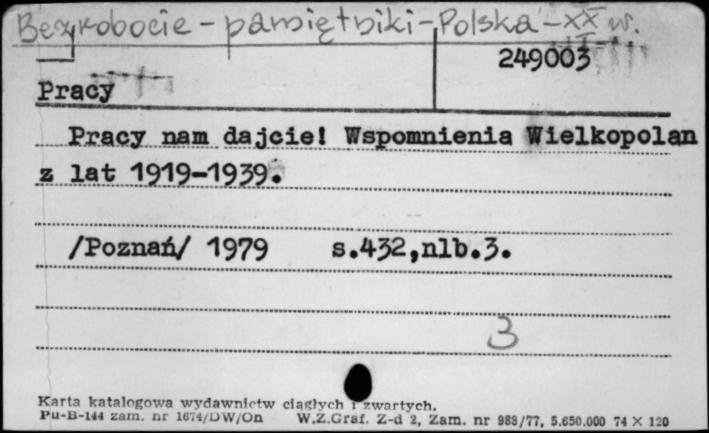 Bezrobocie - pamiętniki - Polska - XX w.
249003
I
Pracy
Pracy nam dajcie! Wspomnienia Wielkopolan
z lat 1919-1939.
/Poznań/ 1979 s.432,nlb.3.
3
Karta katalogowa wydawnictw ciągłych i zwartych.
Pu-B-144 zam. nr 1674/DW/On W.Z.Graf. Z-d 2, Zam. nr 988/77, 5.650.000 74 X 120